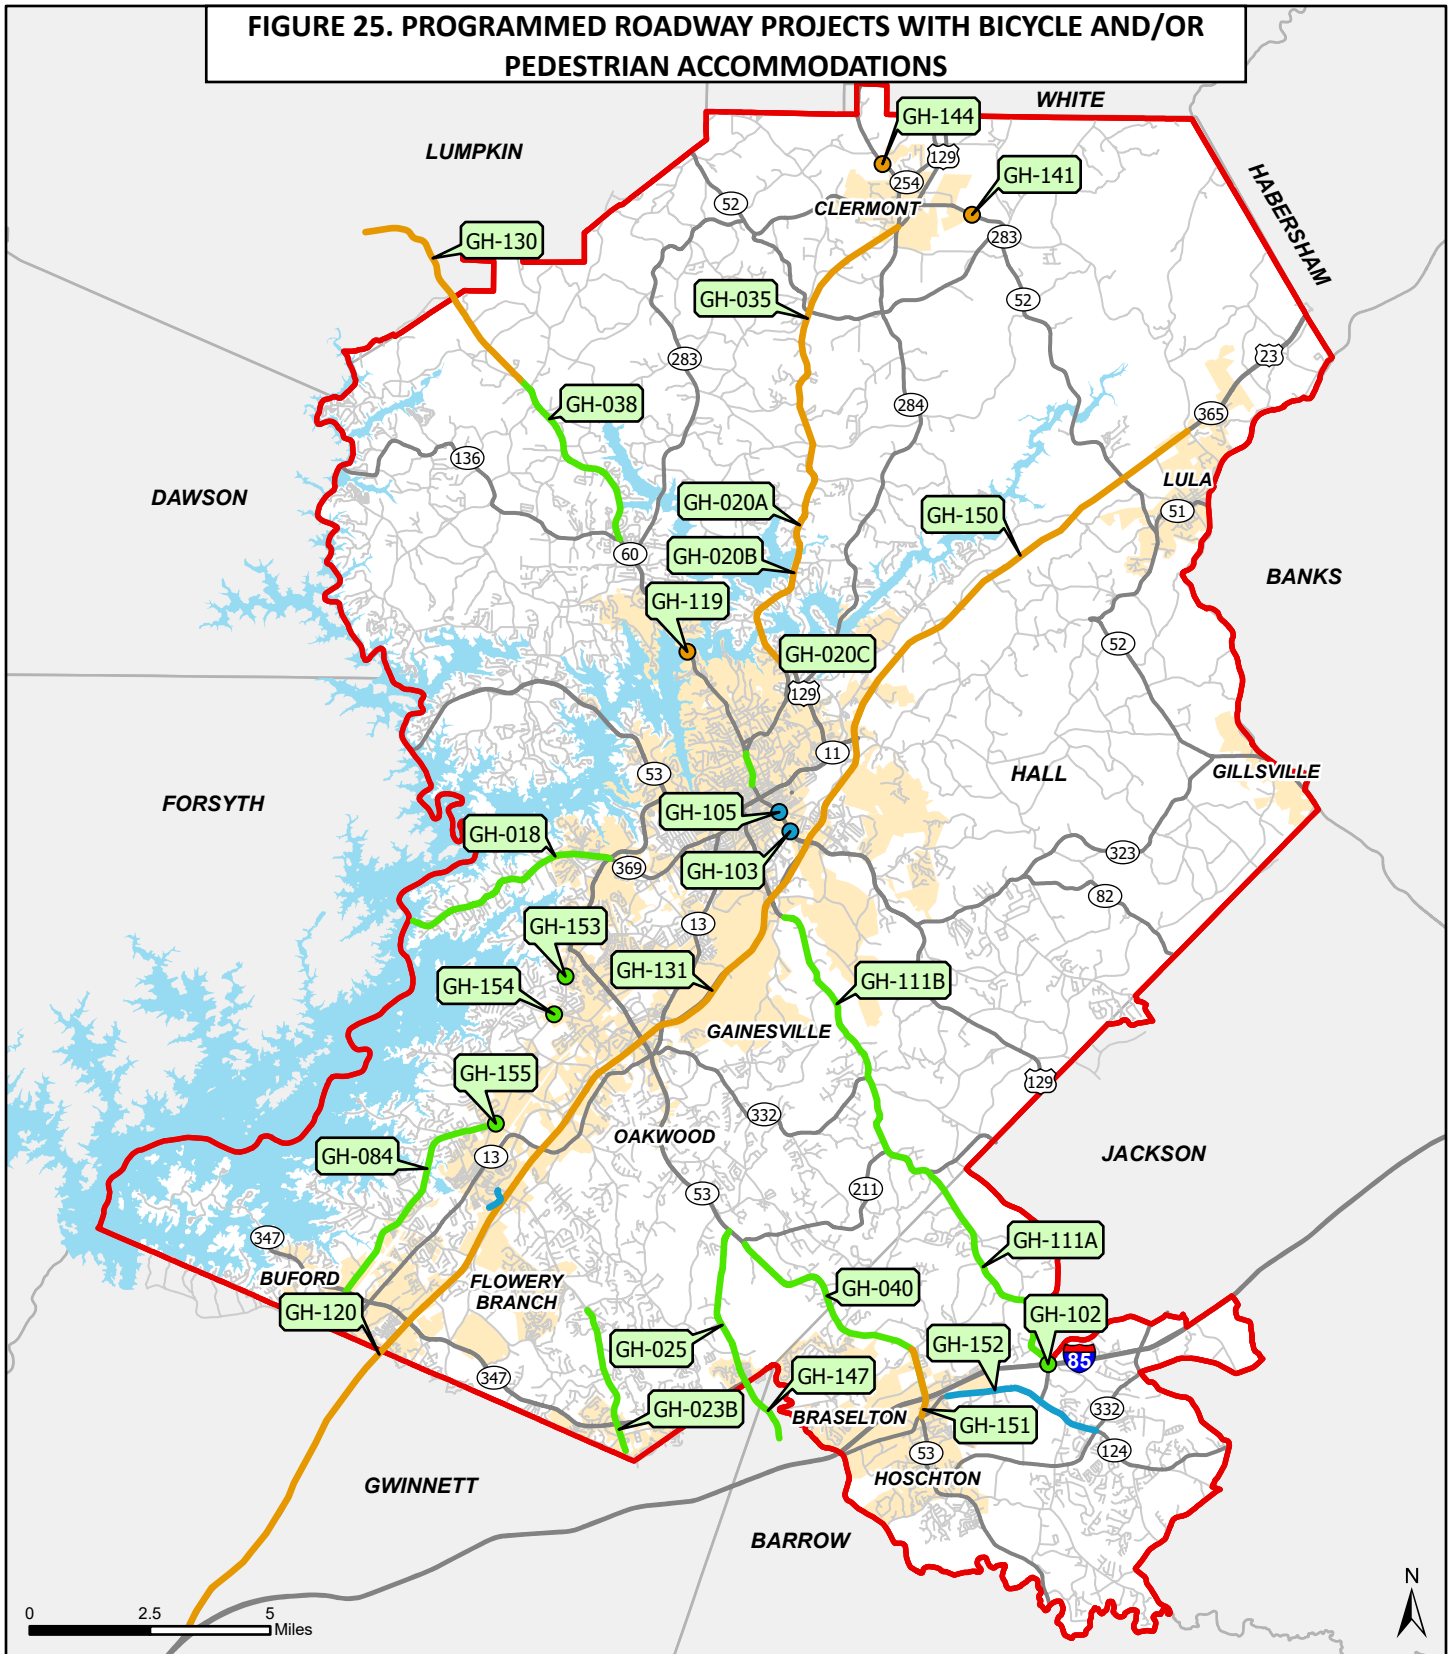 FIGURE 25. PROGRAMMED ROADWAY PROJECTS WITH BICYCLE AND/OR
PEDESTRIAN ACCOMMODATIONS
WHITE
GH-144
LUMPKIN
129
GH-141
HABERSHAM
254
52
CLERMONT
GH-130
283
GH-035
52
23
283
GH-038
284
365
136
LULA
DAWSON
GH-020A
GH-150
51
60
GH-020B
BANKS
GH-119
52
GH-020C
129
11
HALL
GILLSVILLE
53
FORSYTH
GH-105
GH-018
323
369
GH-103
82
GH-153
13
GH-131
GH-154
GH-111B
GAINESVILLE
GH-155
129
332
OAKWOOD
GH-084
13
JACKSON
211
53
347
GH-111A
BUFORD
FLOWERY
BRANCH
GH-040
GH-120
GH-102
GH-025
GH-152
85
347
GH-147
GH-023B
BRASELTON
332
GH-151
53
124
GWINNETT
HOSCHTON
BARROW
N
0 2.5 5
Miles